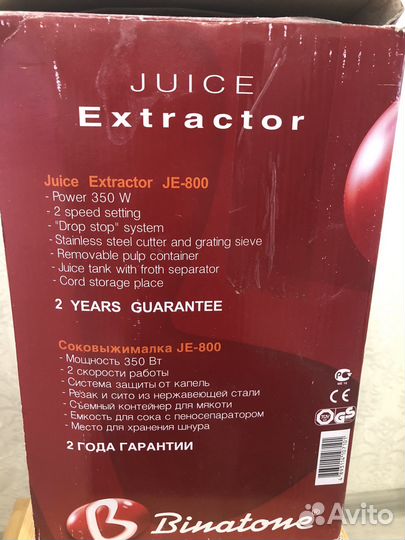 JUICE
Extractor
Juice Extractor JE-800
- Power 350 W
- 2 speed setting
- "Drop stop" system
- Stainless steel cutter and grating sieve
- Removable pulp container
- Juice tank with froth separator
- Cord storage place
2 YEARS GUARANTEE
Соковыжималка JE-800
- Мощность 350 Вт
- 2 скорости работы
- Система защиты от капель
- Резак и сито из нержавеющей стали
- Съемный контейнер для мякоти
- Емкость для сока с пеносепаратором
- Место для хранения шнура
2 ГОДА ГАРАНТИИ
CE
GS
Binatone®
Avito